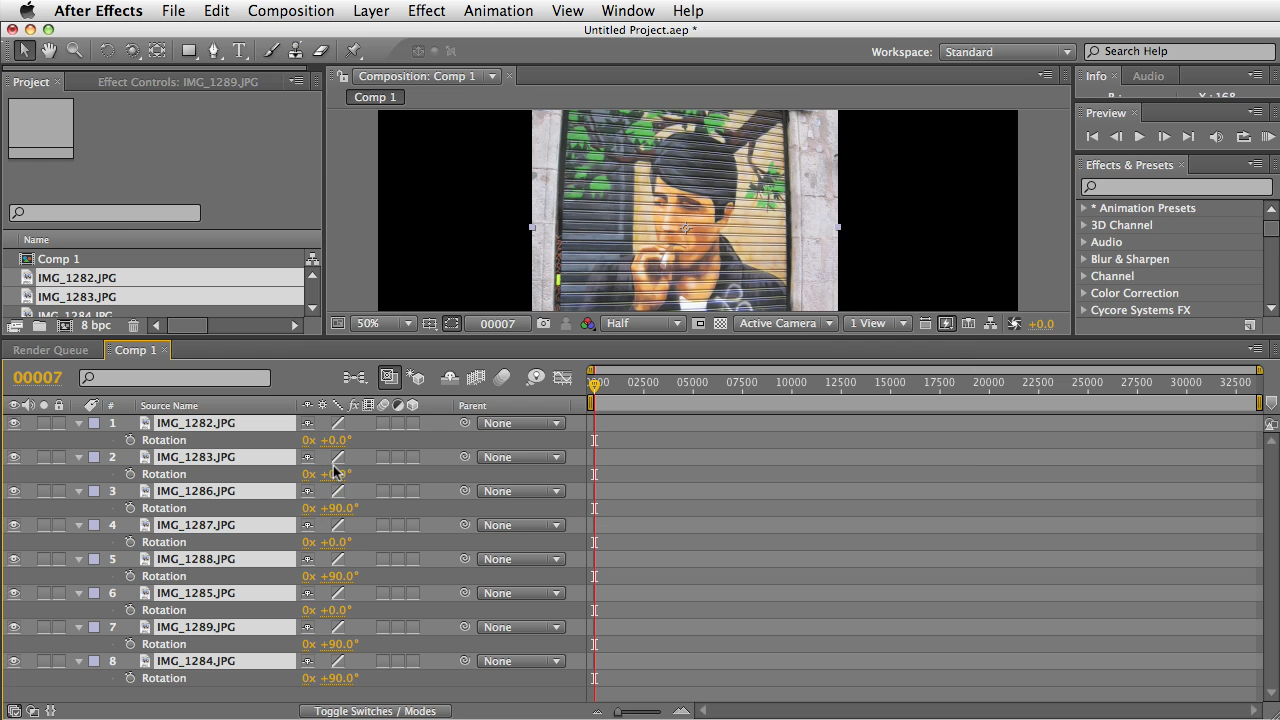 After Effects File Edit Composition Layer Effect Animation View Window Help
Untitled Project.aep *
Workspace: Standard Search Help
Project Effect Controls: IMG_1289.JPG Composition: Comp 1 Info Audio
Comp 1
Preview
Effects & Presets
* Animation Presets
3D Channel
Audio
Blur & Sharpen
Channel
Color Correction
Cycore Systems FX
Name
Comp 1
IMG_1282.JPG
IMG_1283.JPG
IMG_1284.JPG
8 bpc
50% 00007 Half Active Camera 1 View +0.0
Render Queue Comp 1
00007
02500 05000 07500 10000 12500 15000 17500 20000 22500 25000 27500 30000 32500
# Source Name fx Parent
1 IMG_1282.JPG None
Rotation 0x +0.0°
2 IMG_1283.JPG None
Rotation 0x
3 IMG_1286.JPG None
Rotation 0x +90.0°
4 IMG_1287.JPG None
Rotation 0x +0.0°
5 IMG_1288.JPG None
Rotation 0x +90.0°
6 IMG_1285.JPG None
Rotation 0x +0.0°
7 IMG_1289.JPG None
Rotation 0x +90.0°
8 IMG_1284.JPG None
Rotation 0x +90.0°
Toggle Switches / Modes